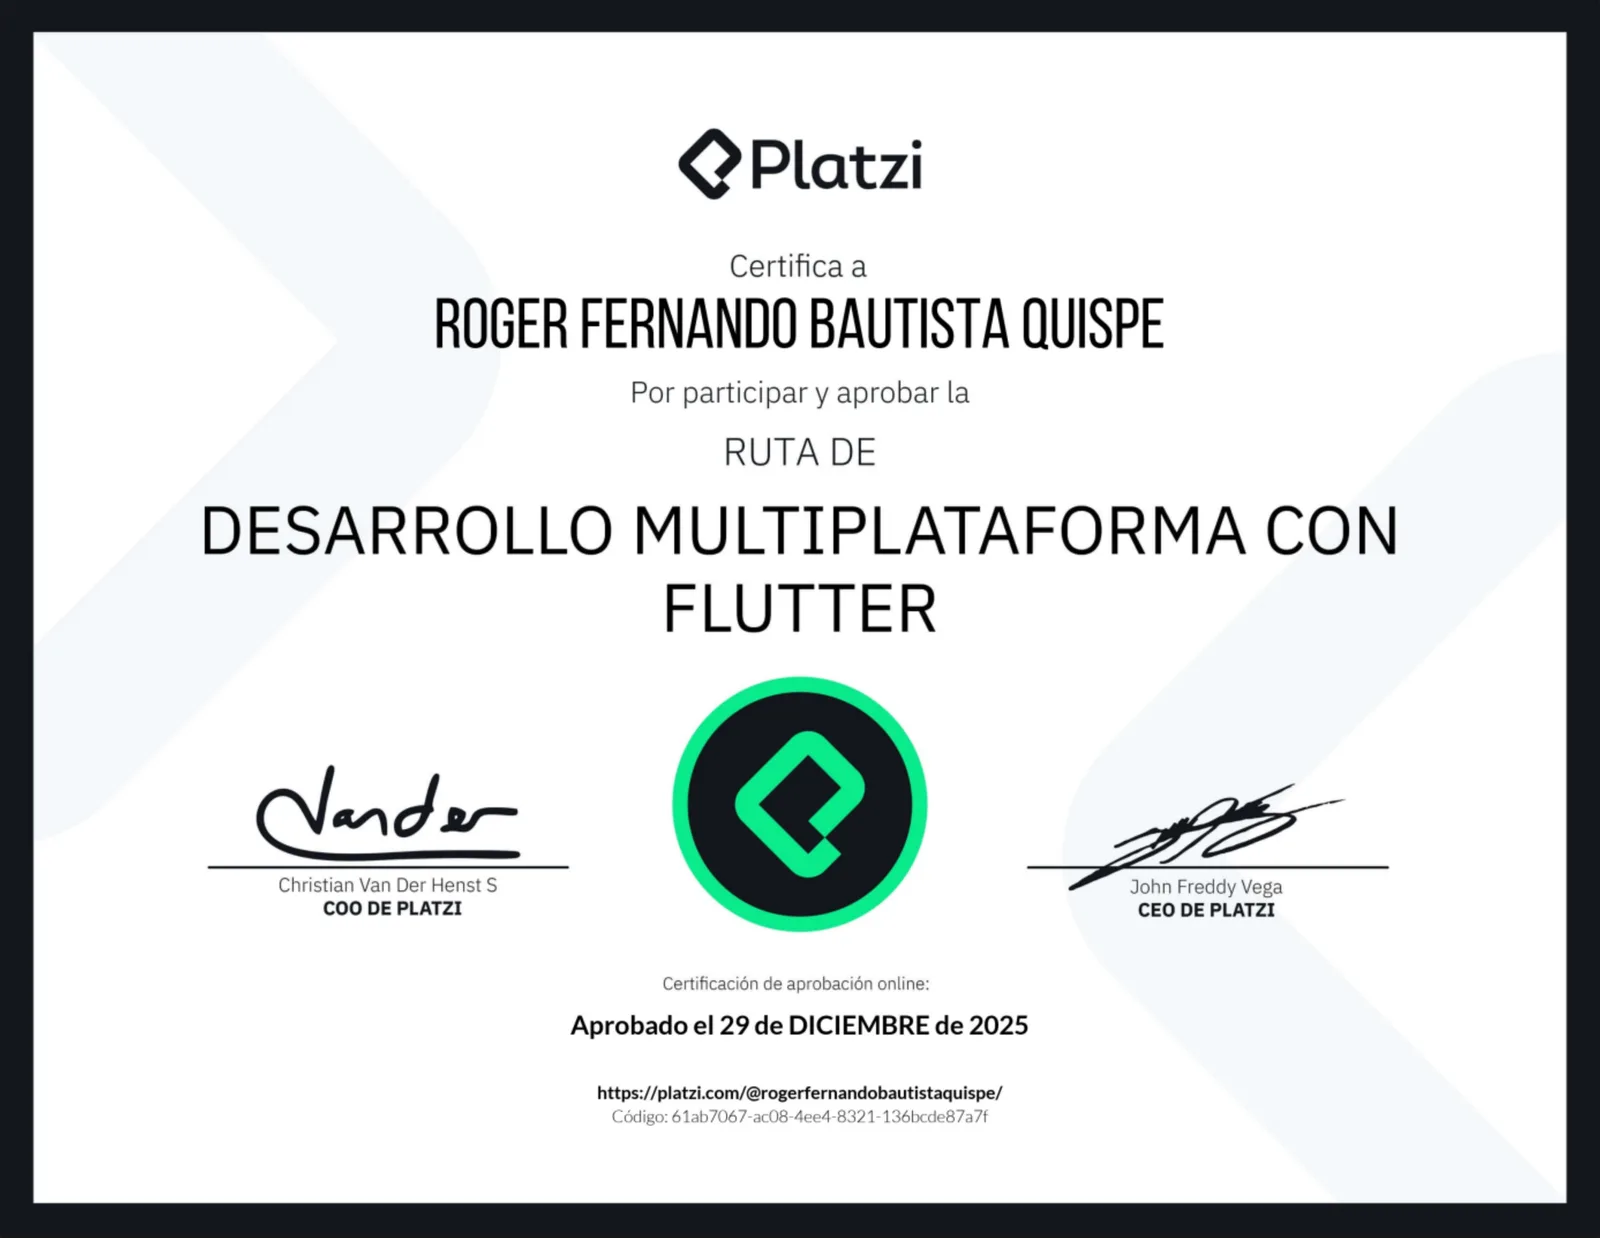 Platzi
Certifica a
ROGER FERNANDO BAUTISTA QUISPE
Por participar y aprobar la
RUTA DE
DESARROLLO MULTIPLATAFORMA CON
FLUTTER
Vander
Christian Van Der Henst S
COO DE PLATZI
John Freddy Vega
CEO DE PLATZI
Certificación de aprobación online:
Aprobado el 29 de DICIEMBRE de 2025
https://platzi.com/@rogerfernandobautistaquispe/
Código: 61ab7067-ac08-4ee4-8321-136bcde87a7f